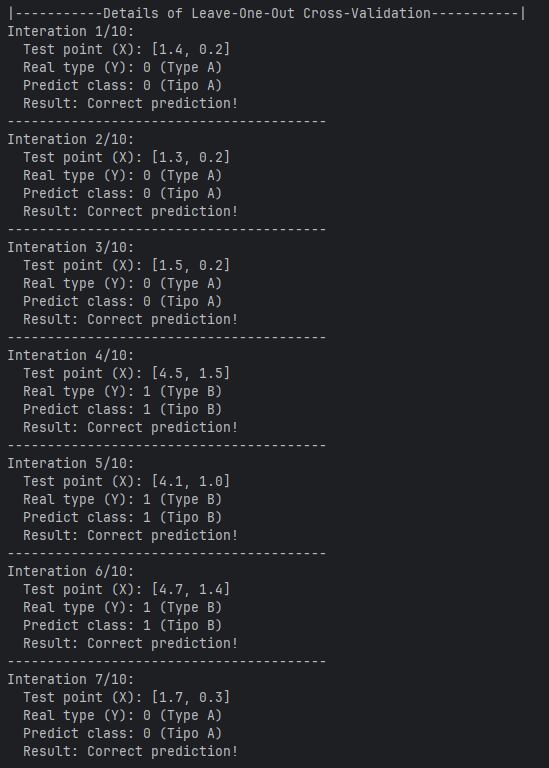 |-----------Details of Leave-One-Out Cross-Validation-----------|
Interation 1/10:
  Test point (X): [1.4, 0.2]
  Real type (Y): 0 (Type A)
  Predict class: 0 (Tipo A)
  Result: Correct prediction!
----------------------------------------
Interation 2/10:
  Test point (X): [1.3, 0.2]
  Real type (Y): 0 (Type A)
  Predict class: 0 (Tipo A)
  Result: Correct prediction!
----------------------------------------
Interation 3/10:
  Test point (X): [1.5, 0.2]
  Real type (Y): 0 (Type A)
  Predict class: 0 (Tipo A)
  Result: Correct prediction!
----------------------------------------
Interation 4/10:
  Test point (X): [4.5, 1.5]
  Real type (Y): 1 (Type B)
  Predict class: 1 (Tipo B)
  Result: Correct prediction!
----------------------------------------
Interation 5/10:
  Test point (X): [4.1, 1.0]
  Real type (Y): 1 (Type B)
  Predict class: 1 (Tipo B)
  Result: Correct prediction!
----------------------------------------
Interation 6/10:
  Test point (X): [4.7, 1.4]
  Real type (Y): 1 (Type B)
  Predict class: 1 (Tipo B)
  Result: Correct prediction!
----------------------------------------
Interation 7/10:
  Test point (X): [1.7, 0.3]
  Real type (Y): 0 (Type A)
  Predict class: 0 (Tipo A)
  Result: Correct prediction!